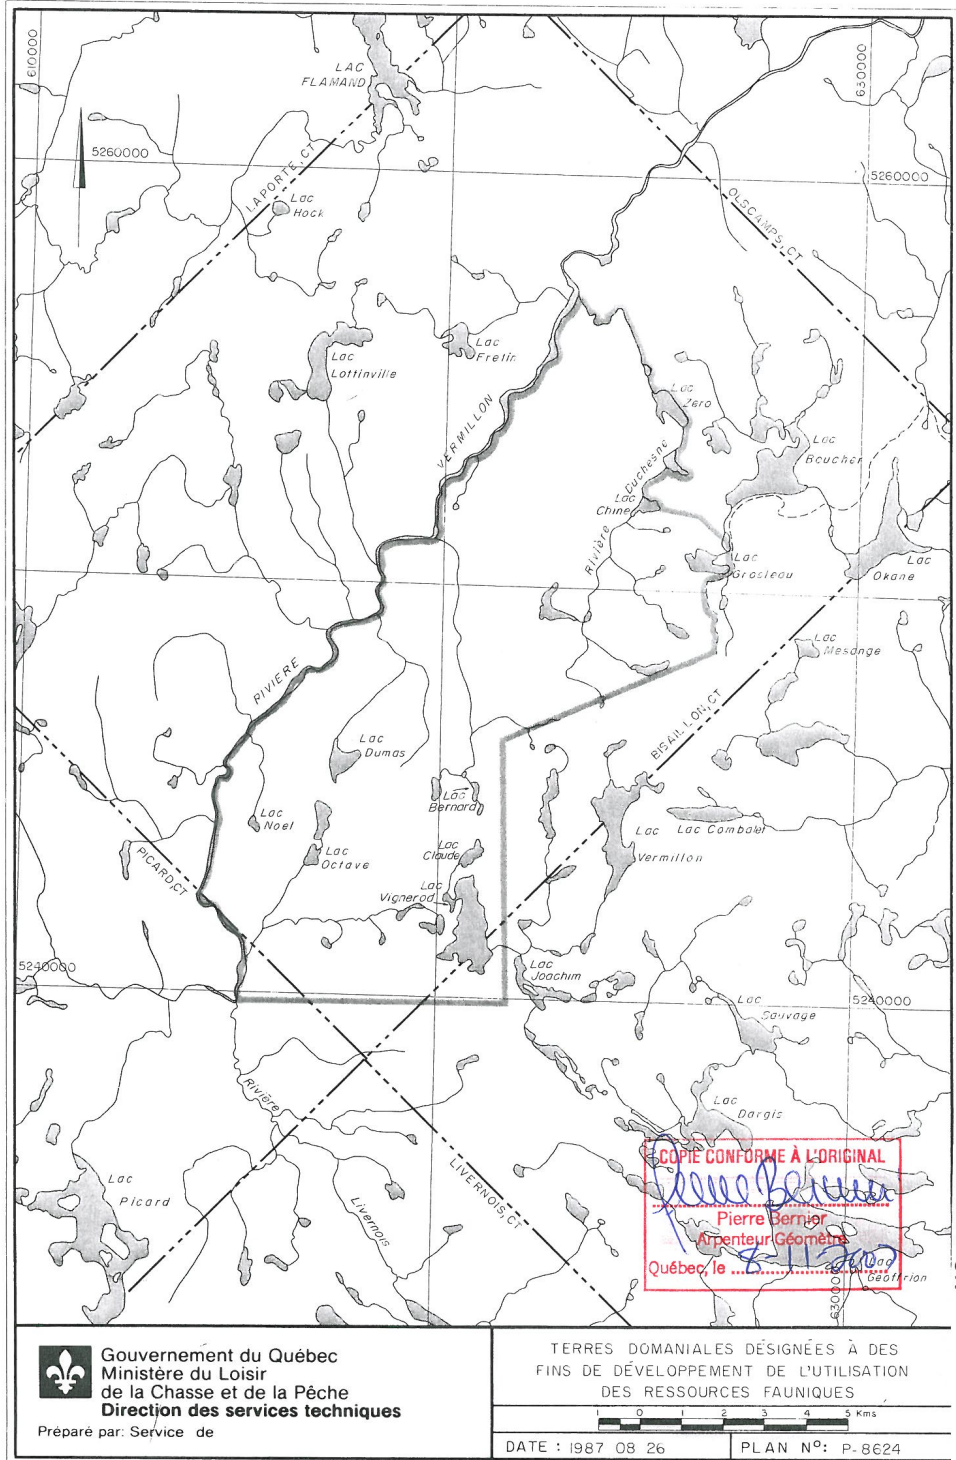 610000
630000
LAC
FLAMAND
5260000
5260000
LAPORTE, CT
OLSCAMPS, CT
Lac
Hock
Lac
Lottinville
Lac
Frelin
VERMILLON
Lac
Zero
Lac
Boucher
Duchesne
Lac
Chine
Rivière
Lac
Grosleau
Lac
Okane
Lac
Mesange
RIVIERE
BISAILLON, CT
Lac
Dumas
Lac
Bernard
Lac
Noel
Lac
Octave
Lac
Claude
Lac
Vignerod
Lac
Vermillon
Lac Combalet
PICARD, CT
5240000
5240000
Lac
Joachim
Lac
Sauvage
Rivière
Livernois
LIVERNOIS, CT
Lac
Dargis
Lac
Picard
COPIE CONFORME À L'ORIGINAL
Pierre Bernier
Arpenteur Géomètre
Québec, le 8-11-2000
Lac
Geoffrion
630000
Gouvernement du Québec
Ministère du Loisir
de la Chasse et de la Pêche
Direction des services techniques
Préparé par: Service de
TERRES DOMANIALES DÉSIGNÉES À DES
FINS DE DÉVELOPPEMENT DE L'UTILISATION
DES RESSOURCES FAUNIQUES
1 0 1 2 3 4 5 Kms
DATE : 1987 08 26
PLAN Nº: P-8624